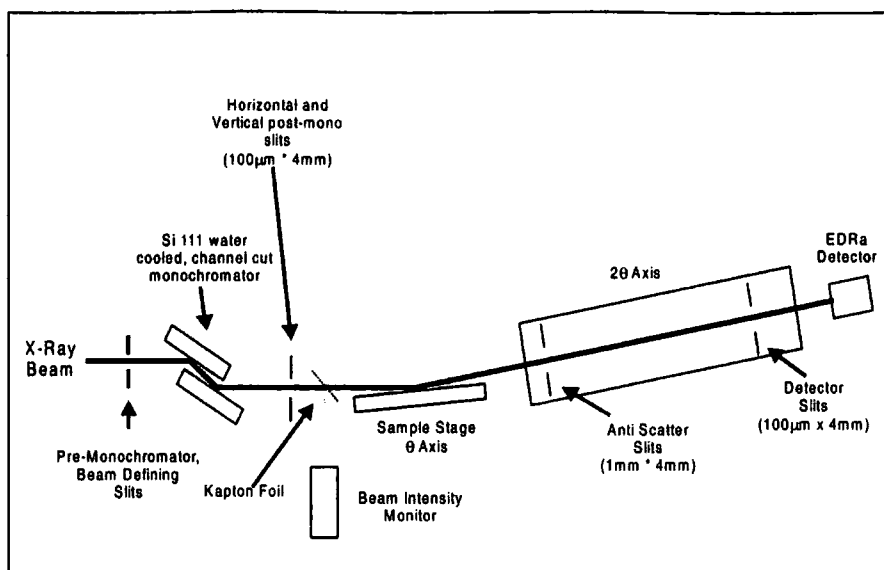 Horizontal and
Vertical post-mono
slits
(100µm * 4mm)
Si 111 water
cooled, channel cut
monochromator
EDRa
Detector
2θ Axis
X-Ray
Beam
Pre-Monochromator,
Beam Defining
Slits
Kapton Foil
Sample Stage
θ Axis
Beam Intensity
Monitor
Anti Scatter
Slits
(1mm * 4mm)
Detector
Slits
(100µm x 4mm)